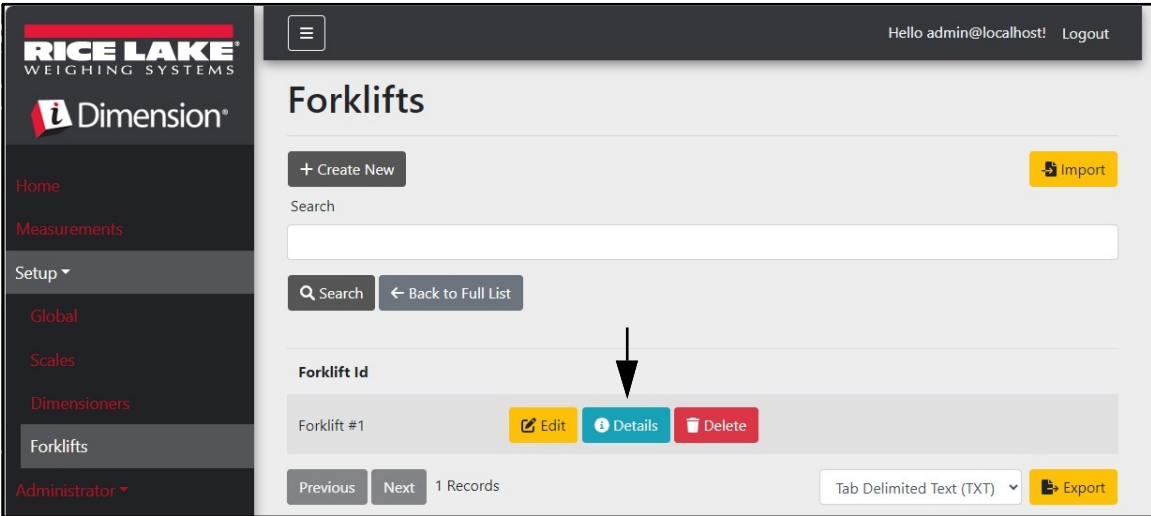 RICE LAKE®
WEIGHING SYSTEMS
i Dimension®
Home
Measurements
Setup
Global
Scales
Dimensioners
Forklifts
Administrator
Hello admin@localhost! Logout
Forklifts
+ Create New
Import
Search
Search
← Back to Full List
Forklift Id
Forklift #1
Edit
Details
Delete
Previous
Next
1 Records
Tab Delimited Text (TXT)
Export